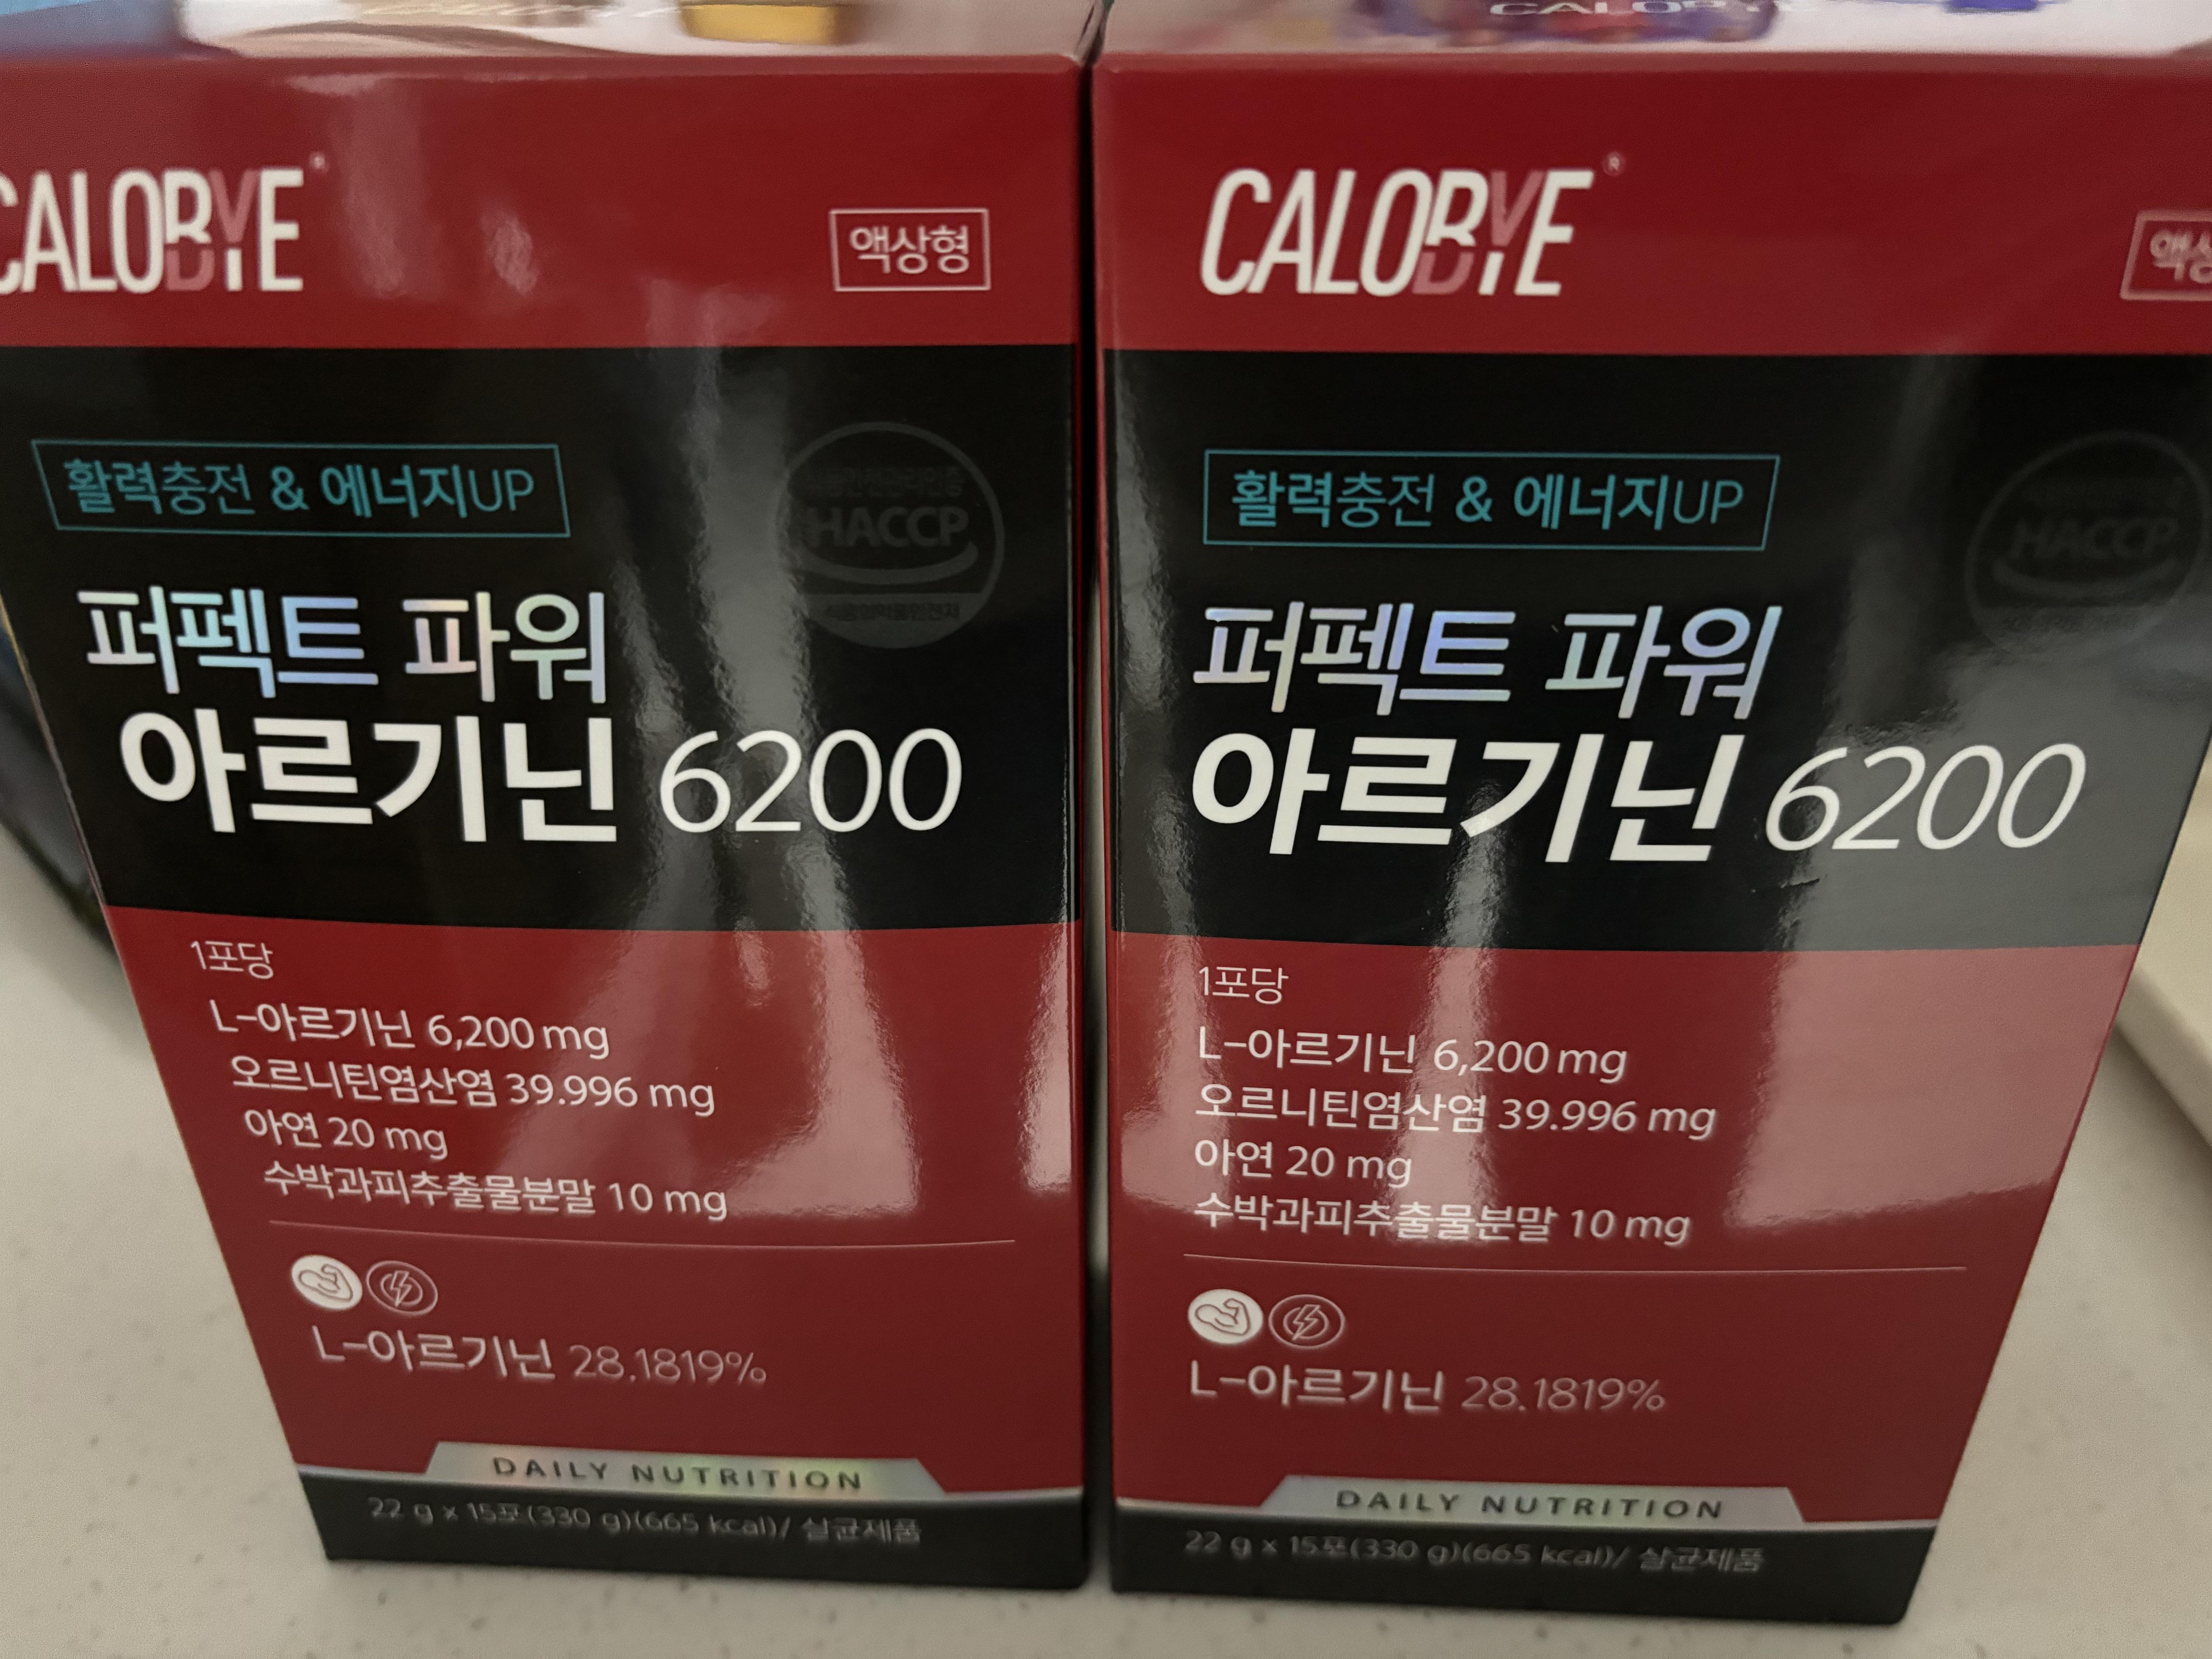 CALOBYE
액상형
활력충전 & 에너지UP
HACCP
퍼펙트 파워
아르기닌 6200
1포당
L-아르기닌 6,200 mg
오르니틴염산염 39.996 mg
아연 20 mg
수박과피추출물분말 10 mg
L-아르기닌 28.1819%
DAILY NUTRITION
22 g x 15포(330 g)(665 kcal)/ 살균제품
CALOBYE
활력충전 & 에너지UP
HACCP
퍼펙트 파워
아르기닌 6200
1포당
L-아르기닌 6,200 mg
오르니틴염산염 39.996 mg
아연 20 mg
수박과피추출물분말 10 mg
L-아르기닌 28.1819%
DAILY NUTRITION
22 g x 15포(330 g)(665 kcal)/ 살균제품